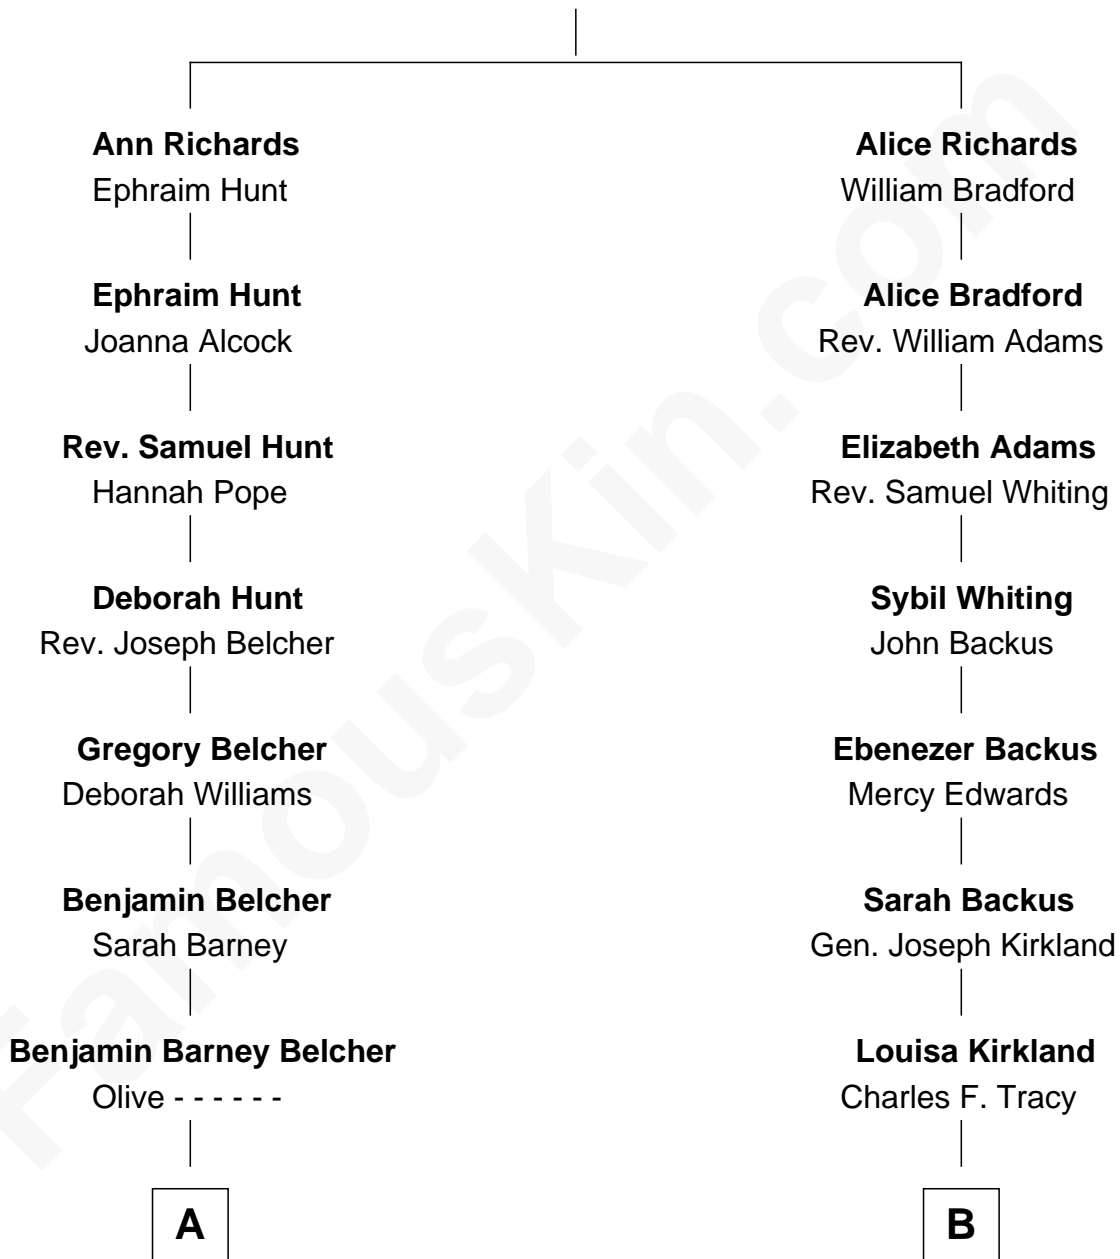 Ann Richards
Ephraim Hunt
Ephraim Hunt
Joanna Alcock
Rev. Samuel Hunt
Hannah Pope
Deborah Hunt
Rev. Joseph Belcher
Gregory Belcher
Deborah Williams
Benjamin Belcher
Sarah Barney
Benjamin Barney Belcher
Olive - - - - - -
A
Alice Richards
William Bradford
Alice Bradford
Rev. William Adams
Elizabeth Adams
Rev. Samuel Whiting
Sybil Whiting
John Backus
Ebenezer Backus
Mercy Edwards
Sarah Backus
Gen. Joseph Kirkland
Louisa Kirkland
Charles F. Tracy
B
FamousKin.com